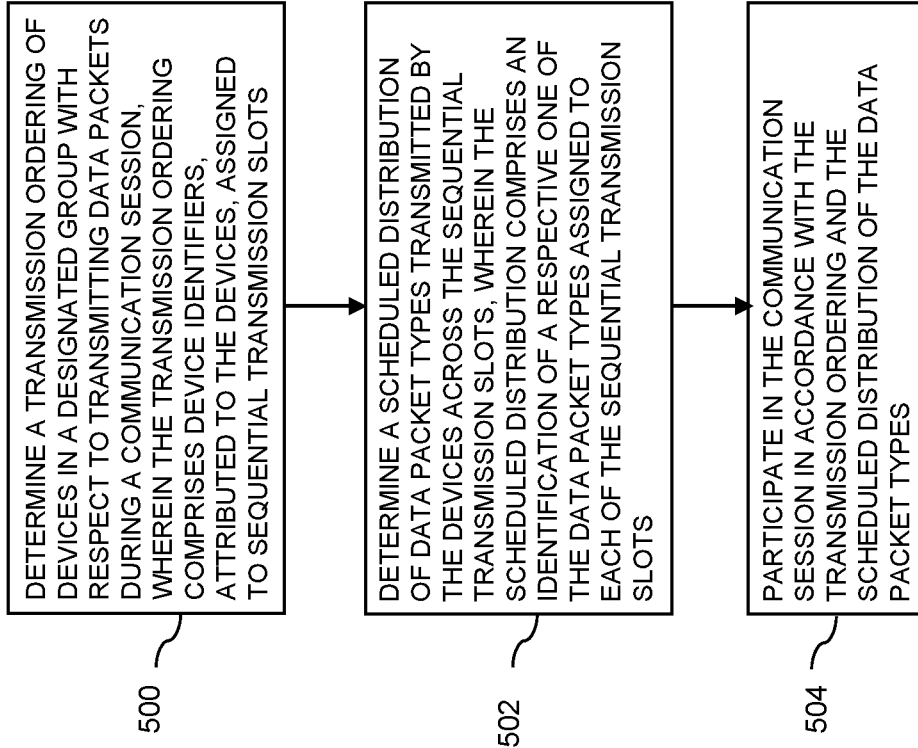 DETERMINE A TRANSMISSION ORDERING OF
DEVICES IN A DESIGNATED GROUP WITH
RESPECT TO TRANSMITTING DATA PACKETS
DURING A COMMUNICATION SESSION,
WHEREIN THE TRANSMISSION ORDERING
COMPRISES DEVICE IDENTIFIERS,
ATTRIBUTED TO THE DEVICES, ASSIGNED
TO SEQUENTIAL TRANSMISSION SLOTS
500
DETERMINE A SCHEDULED DISTRIBUTION
OF DATA PACKET TYPES TRANSMITTED BY
THE DEVICES ACROSS THE SEQUENTIAL
TRANSMISSION SLOTS, WHEREIN THE
SCHEDULED DISTRIBUTION COMPRISES AN
IDENTIFICATION OF A RESPECTIVE ONE OF
THE DATA PACKET TYPES ASSIGNED TO
EACH OF THE SEQUENTIAL TRANSMISSION
SLOTS
502
PARTICIPATE IN THE COMMUNICATION
SESSION IN ACCORDANCE WITH THE
TRANSMISSION ORDERING AND THE
SCHEDULED DISTRIBUTION OF THE DATA
PACKET TYPES
504